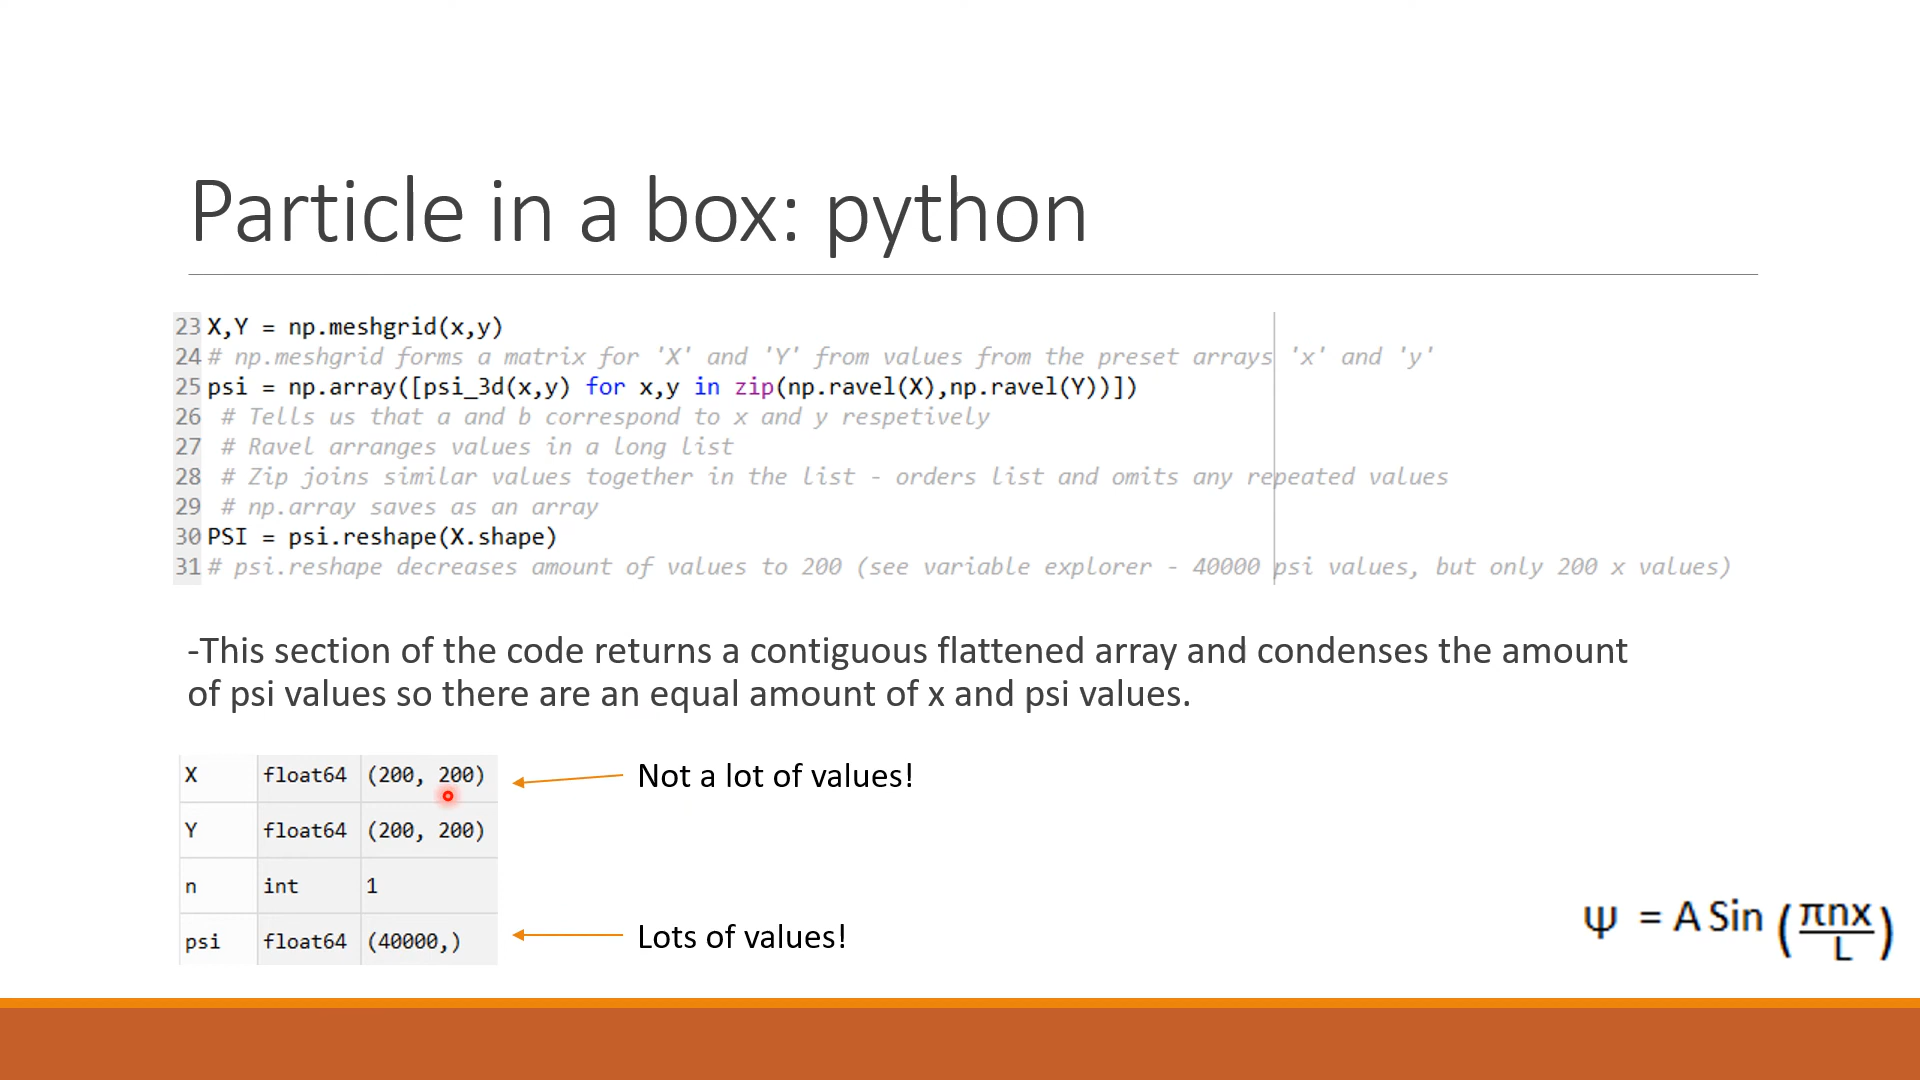 Particle in a box: python
23 X,Y = np.meshgrid(x,y)
24 # np.meshgrid forms a matrix for 'X' and 'Y' from values from the preset arrays 'x' and 'y'
25 psi = np.array([psi_3d(x,y) for x,y in zip(np.ravel(X),np.ravel(Y))])
26 # Tells us that a and b correspond to x and y respetively
27 # Ravel arranges values in a long list
28 # Zip joins similar values together in the list - orders list and omits any repeated values
29 # np.array saves as an array
30 PSI = psi.reshape(X.shape)
31 # psi.reshape decreases amount of values to 200 (see variable explorer - 40000 psi values, but only 200 x values)
-This section of the code returns a contiguous flattened array and condenses the amount
of psi values so there are an equal amount of x and psi values.
X float64 (200, 200)
Not a lot of values!
Y float64 (200, 200)
n int 1
psi float64 (40000,)
Lots of values!
Ψ = A Sin (πnx/L)